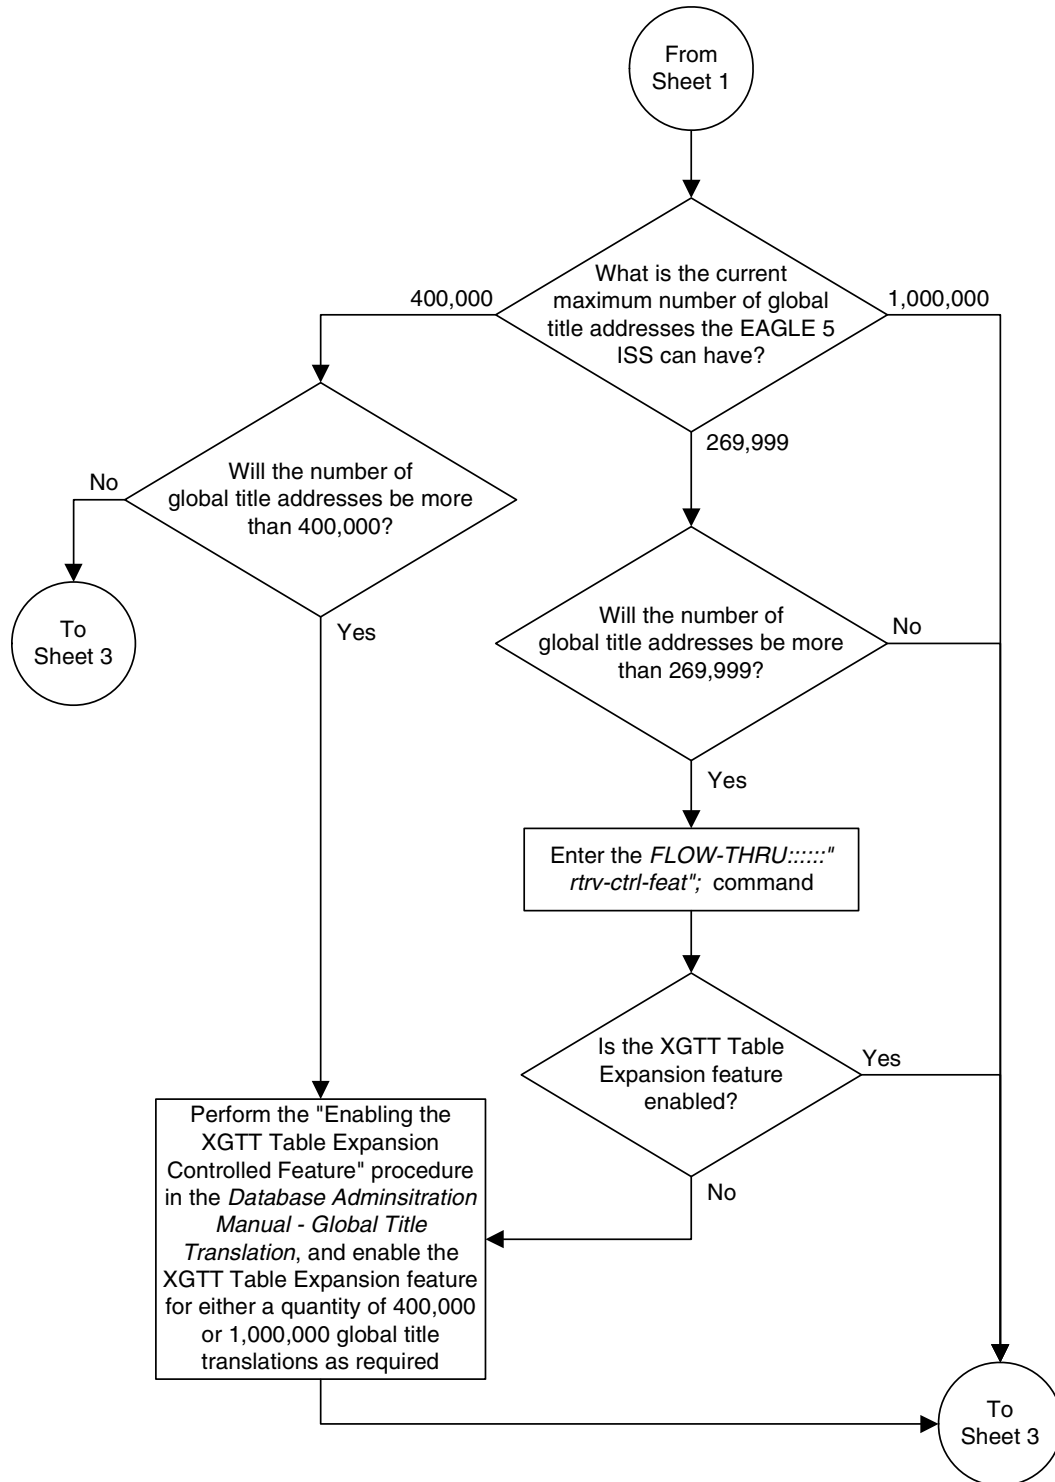 From
Sheet 1
What is the current
maximum number of global
title addresses the EAGLE 5
ISS can have?
400,000
1,000,000
269,999
Will the number of
global title addresses be more
than 400,000?
No
To
Sheet 3
Yes
Will the number of
global title addresses be more
than 269,999?
No
Yes
Enter the FLOW-THRU::::::"
rtrv-ctrl-feat"; command
Is the XGTT Table
Expansion feature
enabled?
Yes
No
Perform the "Enabling the
XGTT Table Expansion
Controlled Feature" procedure
in the Database Adminsitration
Manual - Global Title
Translation, and enable the
XGTT Table Expansion feature
for either a quantity of 400,000
or 1,000,000 global title
translations as required
To
Sheet 3